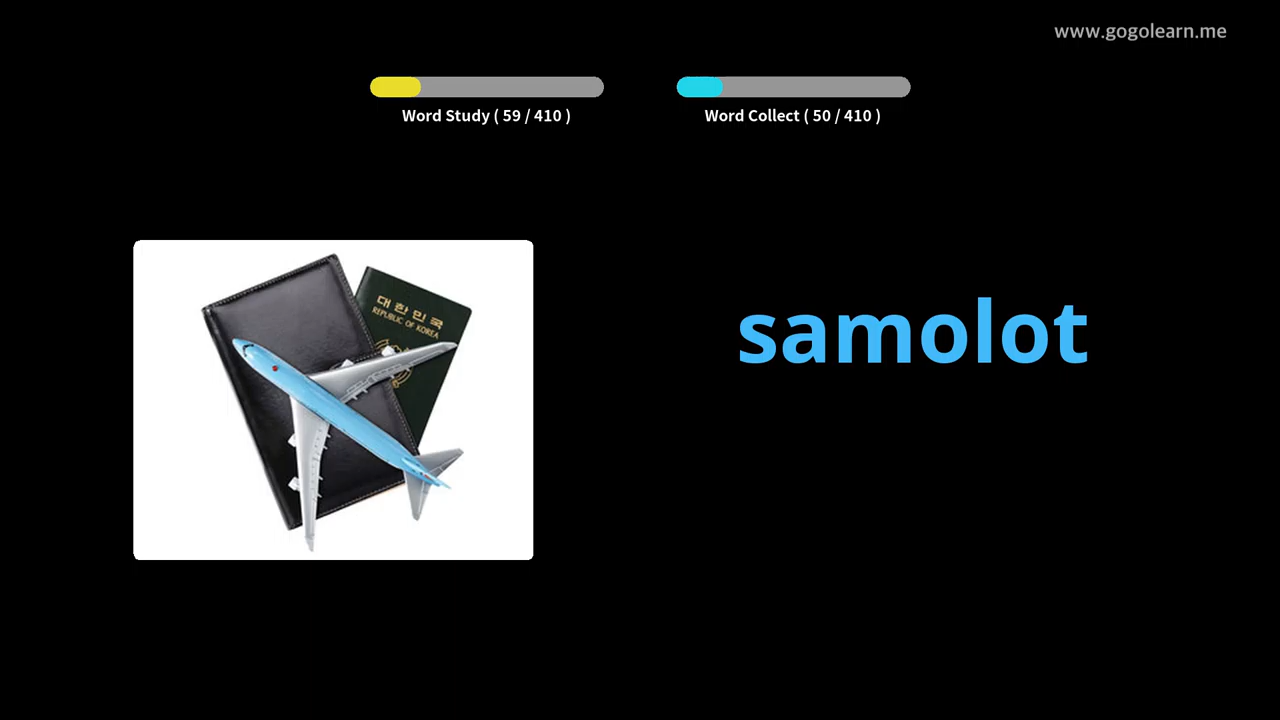 www.gogolearn.me
Word Study ( 59 / 410 )
Word Collect ( 50 / 410 )
대한민국
REPUBLIC OF KOREA
samolot